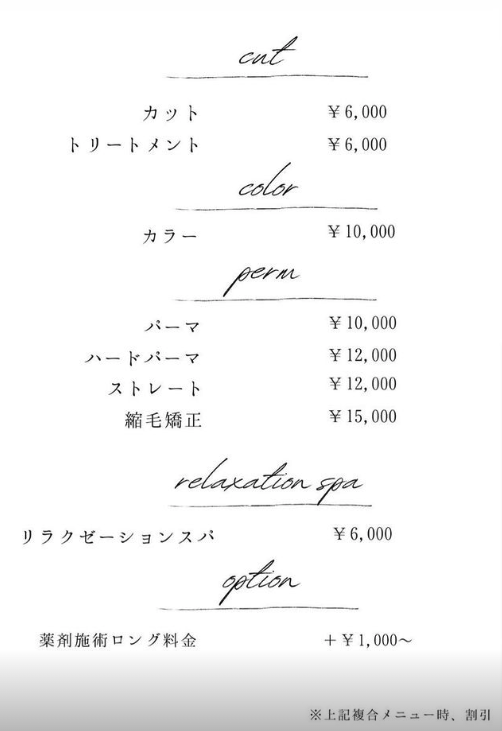 cut
カット ¥6,000
トリートメント ¥6,000
color
カラー ¥10,000
perm
パーマ ¥10,000
ハードパーマ ¥12,000
ストレート ¥12,000
縮毛矯正 ¥15,000
relaxation spa
リラクゼーションスパ ¥6,000
option
薬剤施術ロング料金 +¥1,000〜
※上記複合メニュー時、割引